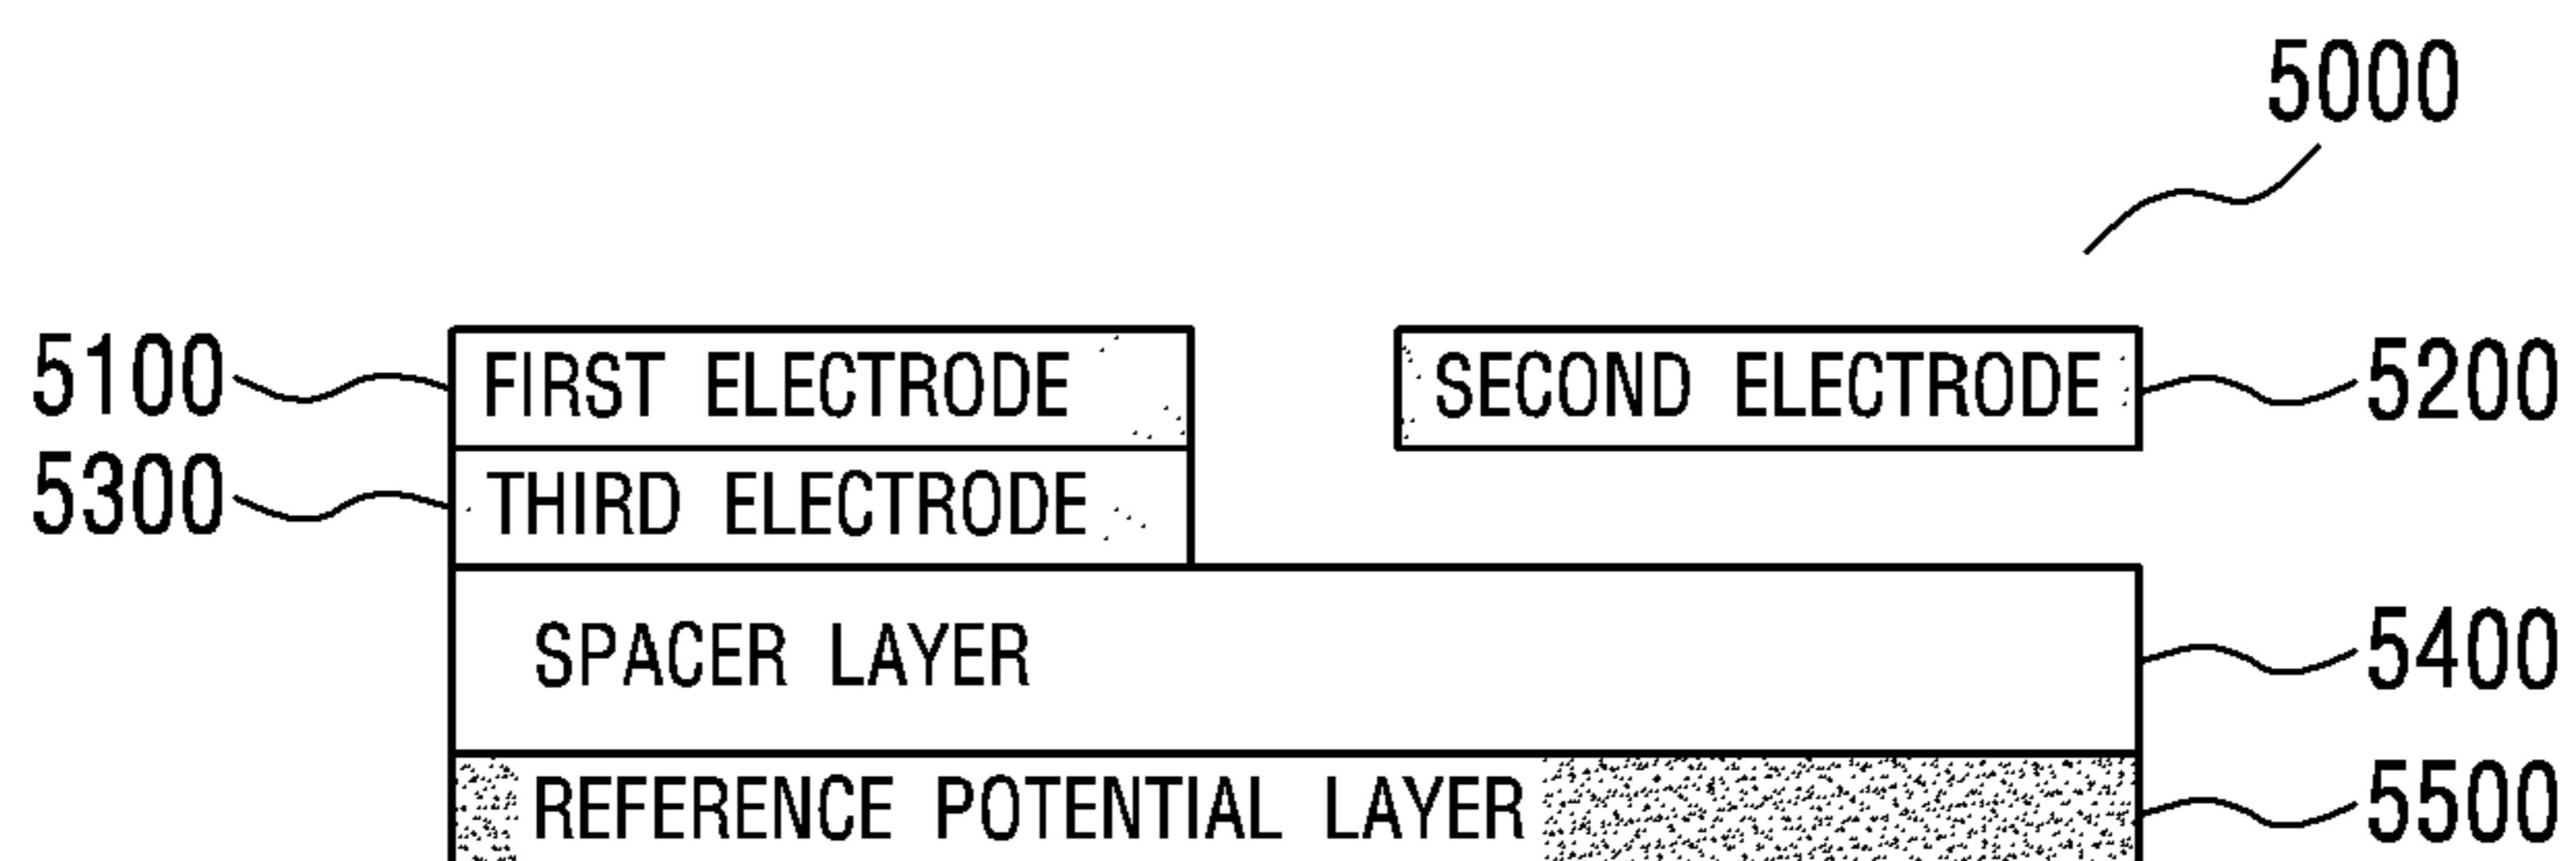 5000
5100 FIRST ELECTRODE SECOND ELECTRODE 5200
5300 THIRD ELECTRODE
SPACER LAYER 5400
REFERENCE POTENTIAL LAYER 5500